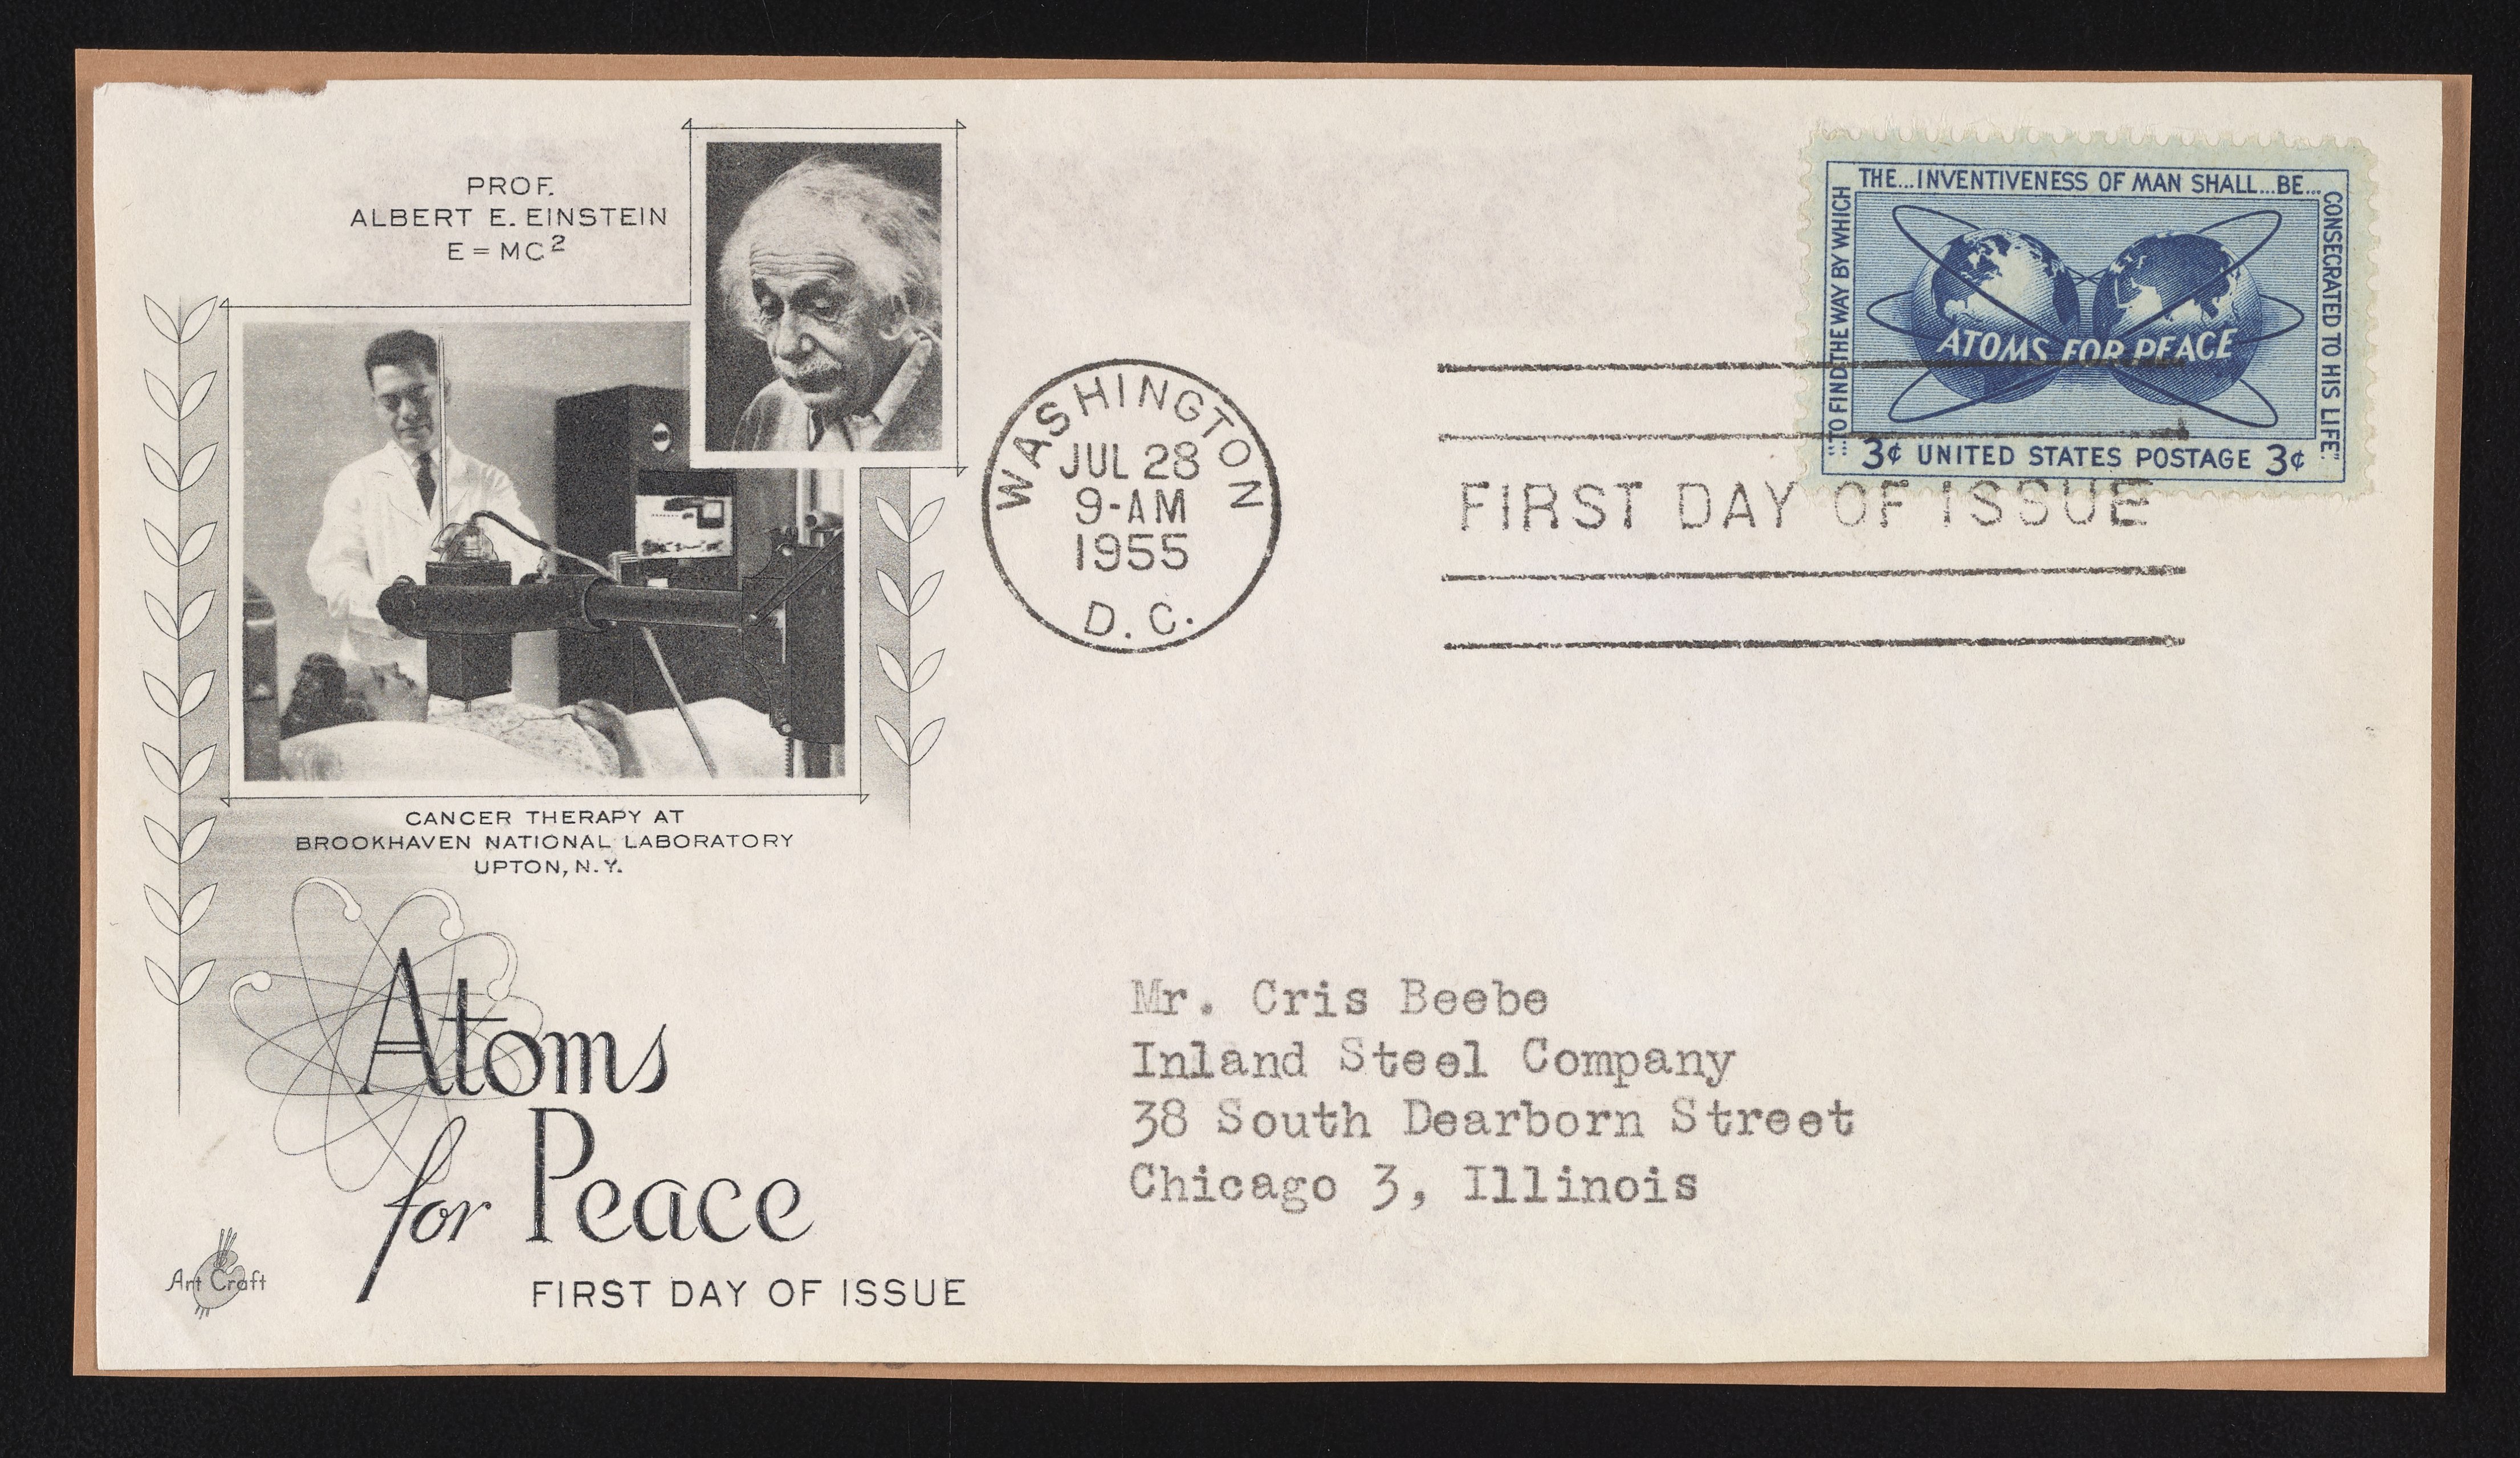 PROF.
ALBERT E. EINSTEIN
E=MC²
CANCER THERAPY AT
BROOKHAVEN NATIONAL LABORATORY
UPTON, N.Y.
Atoms
for Peace
FIRST DAY OF ISSUE
Art Craft
WASHINGTON
JUL 28
9-AM
1955
D. C.
FIRST DAY OF ISSUE
"...TO FIND THE WAY BY WHICH
THE...INVENTIVENESS OF MAN SHALL...BE...
CONSECRATED TO HIS LIFE"
ATOMS FOR PEACE
3¢ UNITED STATES POSTAGE 3¢
Mr. Cris Beebe
Inland Steel Company
38 South Dearborn Street
Chicago 3, Illinois